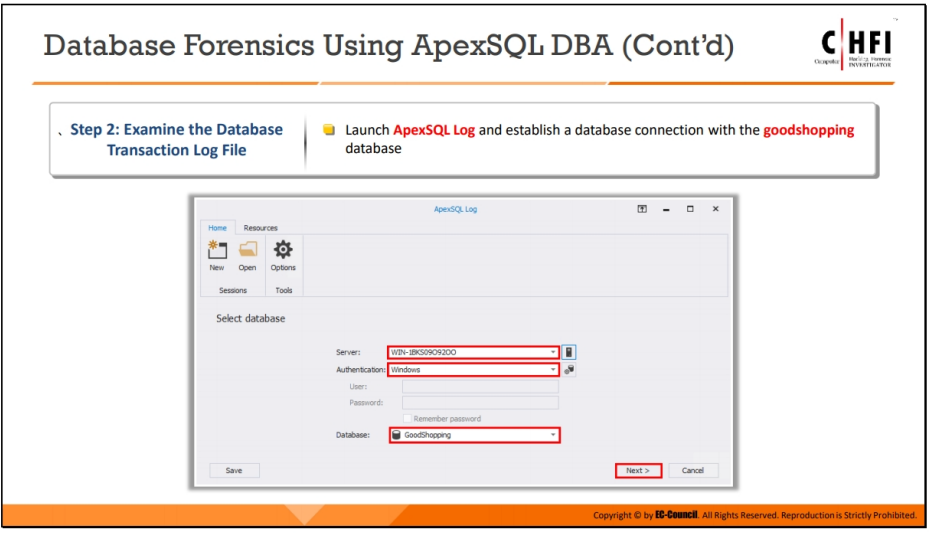 Database Forensics Using ApexSQL DBA (Cont'd)
C HFI
Computer Hacking Forensic
INVESTIGATOR
、Step 2: Examine the Database
Transaction Log File
Launch ApexSQL Log and establish a database connection with the goodshopping
database
ApexSQL Log
Home Resources
New Open Options
Sessions Tools
Select database
Server: WIN-1BKS09O92OO
Authentication: Windows
User:
Password:
Remember password
Database: GoodShopping
Save Next > Cancel
Copyright © by EC-Council. All Rights Reserved. Reproduction is Strictly Prohibited.